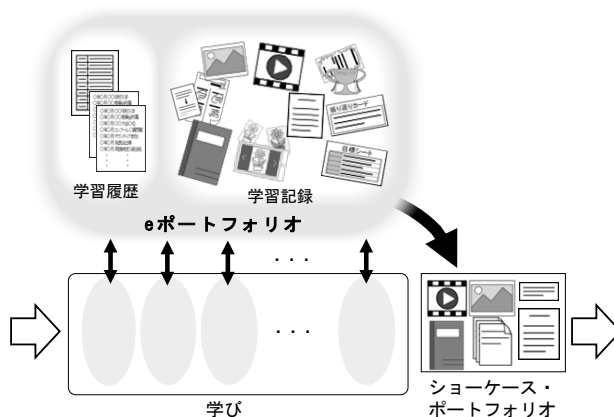 振り返りカード
目標シート
学習履歴
学習記録
eポートフォリオ
・・・
・・・
学び
ショーケース・
ポートフォリオ